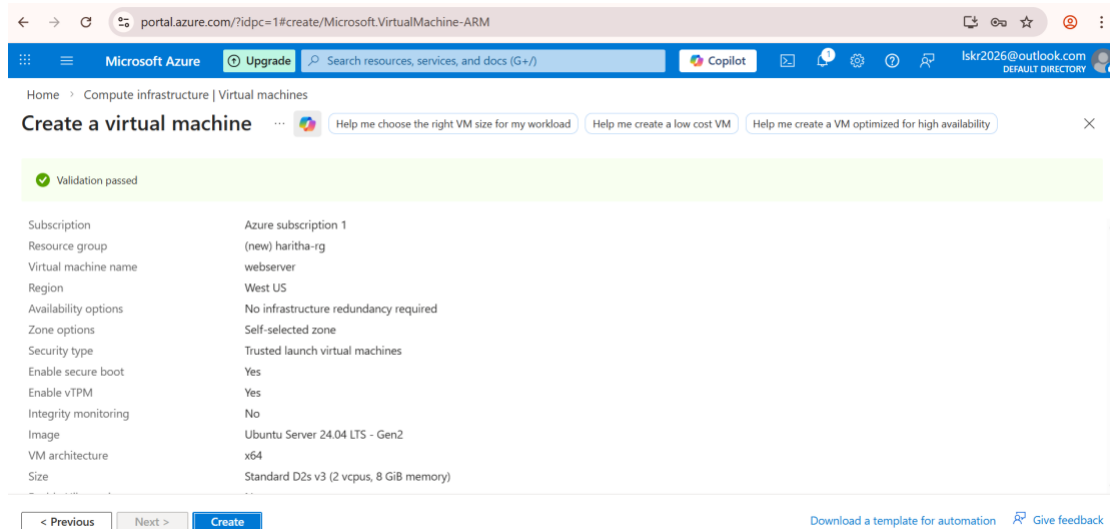 portal.azure.com/?idpc=1#create/Microsoft.VirtualMachine-ARM
Microsoft Azure
Upgrade
Search resources, services, and docs (G+/)
Copilot
1
lskr2026@outlook.com
DEFAULT DIRECTORY
Home > Compute infrastructure | Virtual machines
Create a virtual machine ...
Help me choose the right VM size for my workload
Help me create a low cost VM
Help me create a VM optimized for high availability
Validation passed
Subscription Azure subscription 1
Resource group (new) haritha-rg
Virtual machine name webserver
Region West US
Availability options No infrastructure redundancy required
Zone options Self-selected zone
Security type Trusted launch virtual machines
Enable secure boot Yes
Enable vTPM Yes
Integrity monitoring No
Image Ubuntu Server 24.04 LTS - Gen2
VM architecture x64
Size Standard D2s v3 (2 vcpus, 8 GiB memory)
< Previous
Next >
Create
Download a template for automation
Give feedback